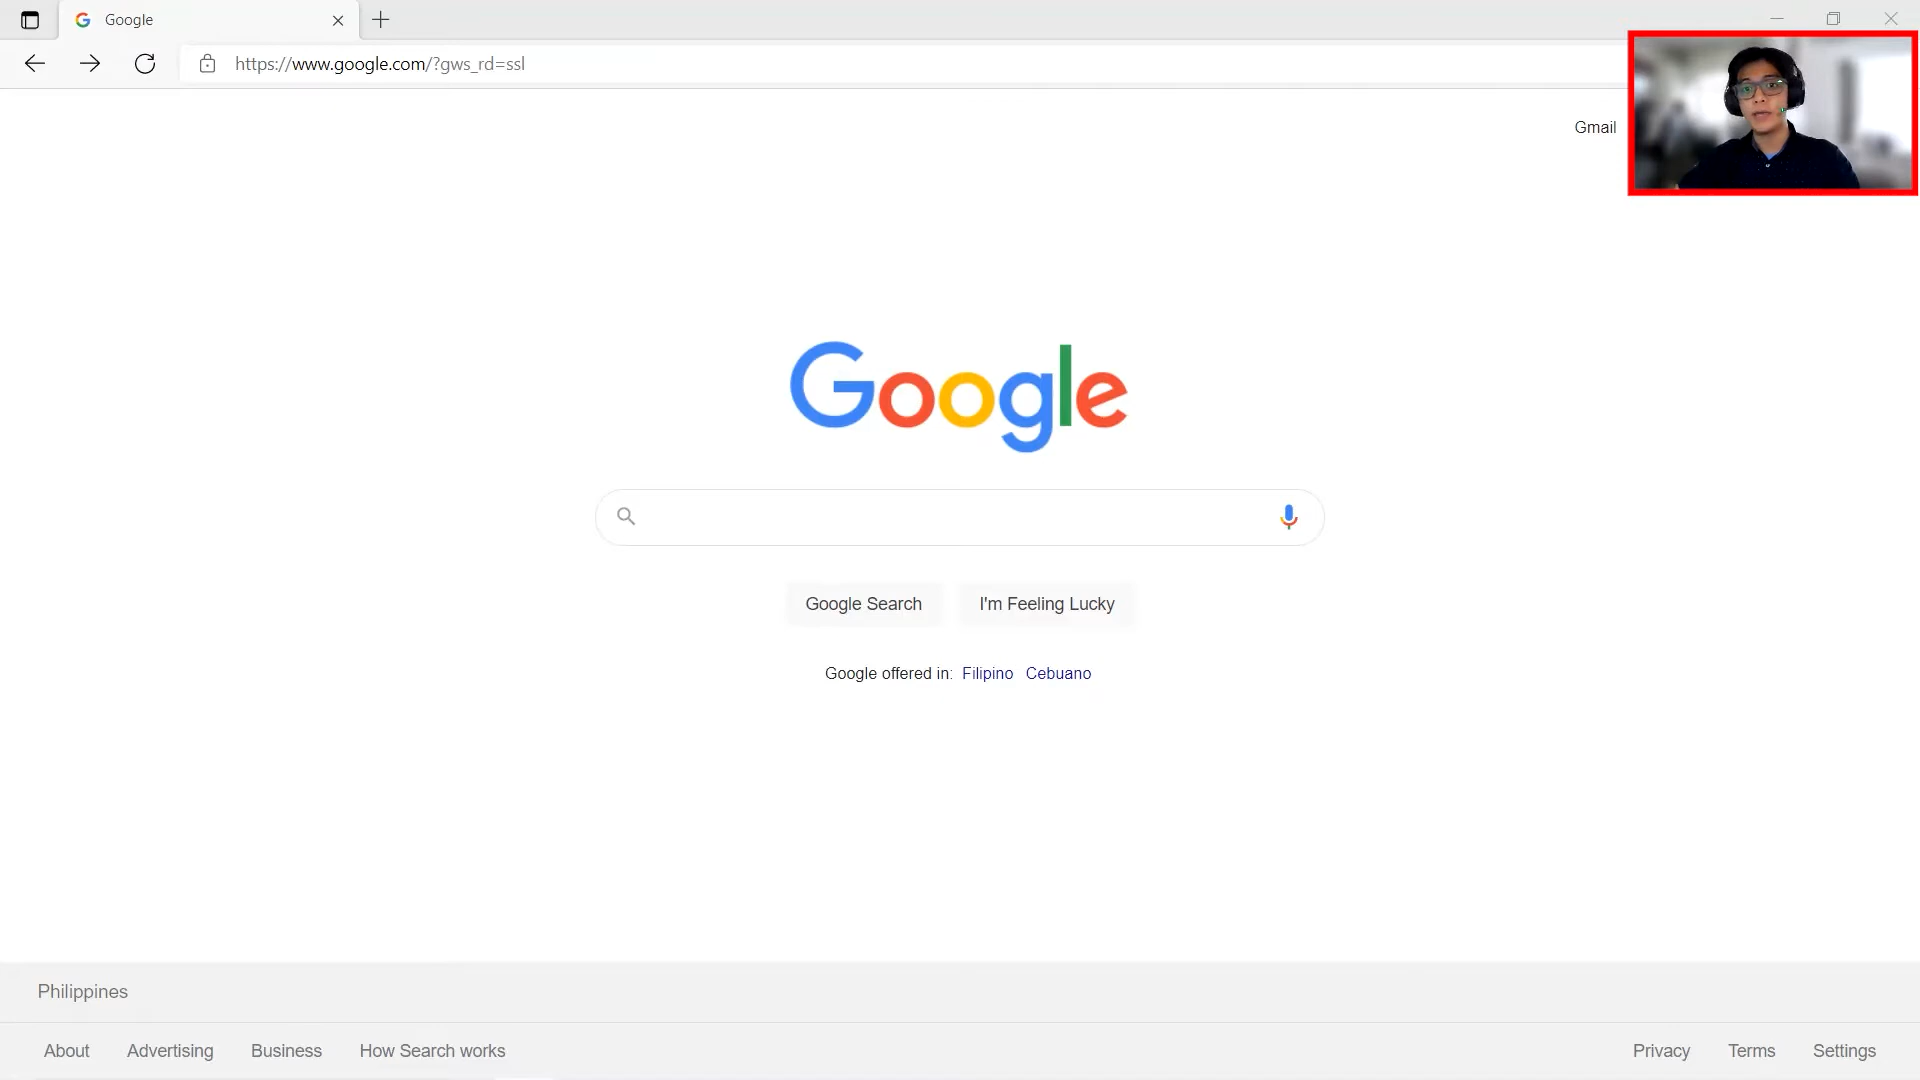 Google
https://www.google.com/?gws_rd=ssl
Gmail
Google
Google Search
I'm Feeling Lucky
Google offered in: Filipino Cebuano
Philippines
About Advertising Business How Search works
Privacy Terms Settings